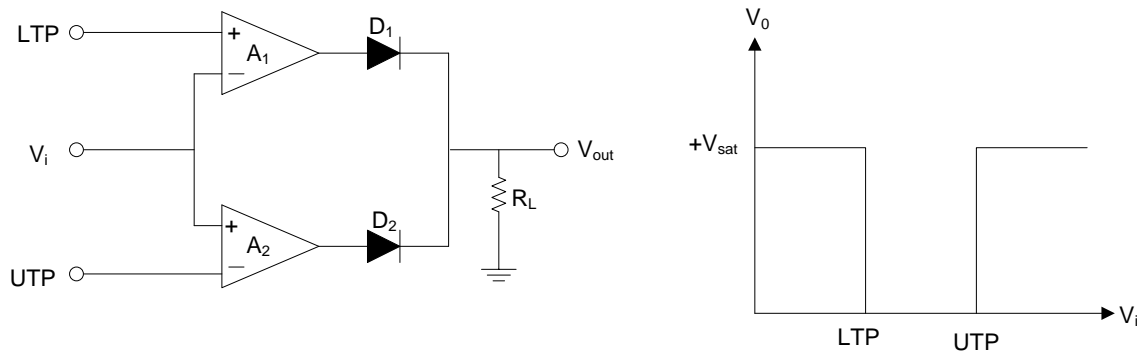 LTP
+
A₁
−
D₁
Vᵢ
Vout
RL
+
A₂
−
D₂
UTP
V₀
+Vsat
LTP
UTP
Vᵢ